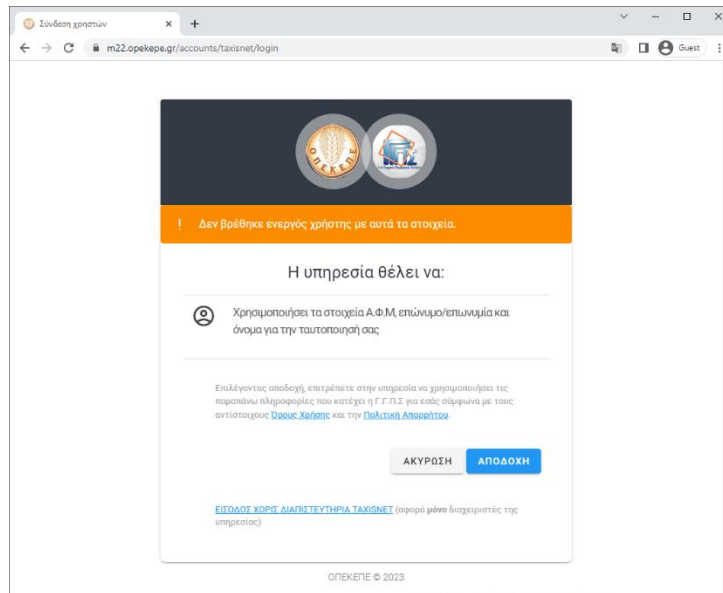 Σύνδεση χρηστών
m22.opekepe.gr/accounts/taxisnet/login
Guest
ΟΠΕΚΕΠΕ
Δεν βρέθηκε ενεργός χρήστης με αυτά τα στοιχεία.
Η υπηρεσία θέλει να:
Χρησιμοποιήσει τα στοιχεία Α.Φ.Μ, επώνυμο/επωνυμία και
όνομα για την ταυτοποίησή σας
Επιλέγοντας αποδοχή, επιτρέπετε στην υπηρεσία να χρησιμοποιήσει τις
παραπάνω πληροφορίες που κατέχει η Γ.Γ.Π.Σ για εσάς σύμφωνα με τους
αντίστοιχους Όρους Χρήσης και την Πολιτική Απορρήτου.
ΑΚΥΡΩΣΗ ΑΠΟΔΟΧΗ
ΕΙΣΟΔΟΣ ΧΩΡΙΣ ΔΙΑΠΙΣΤΕΥΤΗΡΙΑ TAXISNET (αφορά μόνο διαχειριστές της
υπηρεσίας)
ΟΠΕΚΕΠΕ © 2023